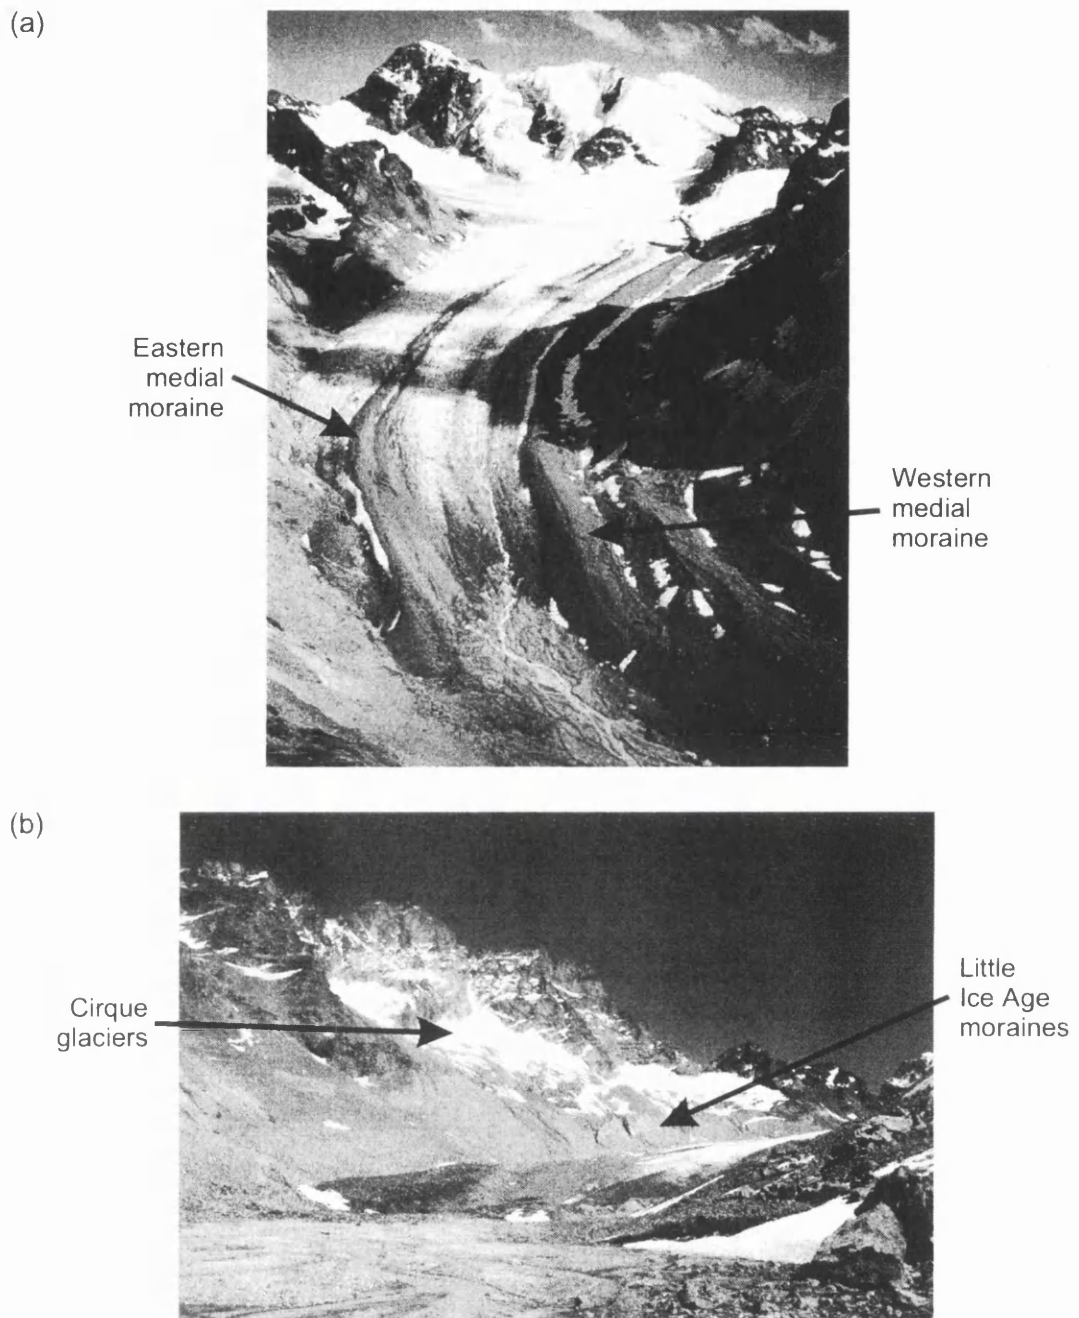 (a)
Eastern
medial
moraine
Western
medial
moraine
(b)
Cirque
glaciers
Little
Ice Age
moraines